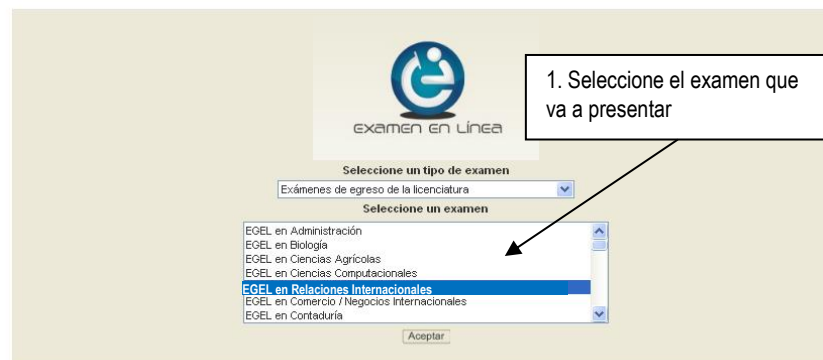 1. Seleccione el examen que
va a presentar
examen en Línea
Seleccione un tipo de examen
Exámenes de egreso de la licenciatura
Seleccione un examen
EGEL en Administración
EGEL en Biología
EGEL en Ciencias Agrícolas
EGEL en Ciencias Computacionales
EGEL en Relaciones Internacionales
EGEL en Comercio / Negocios Internacionales
EGEL en Contaduría
Aceptar